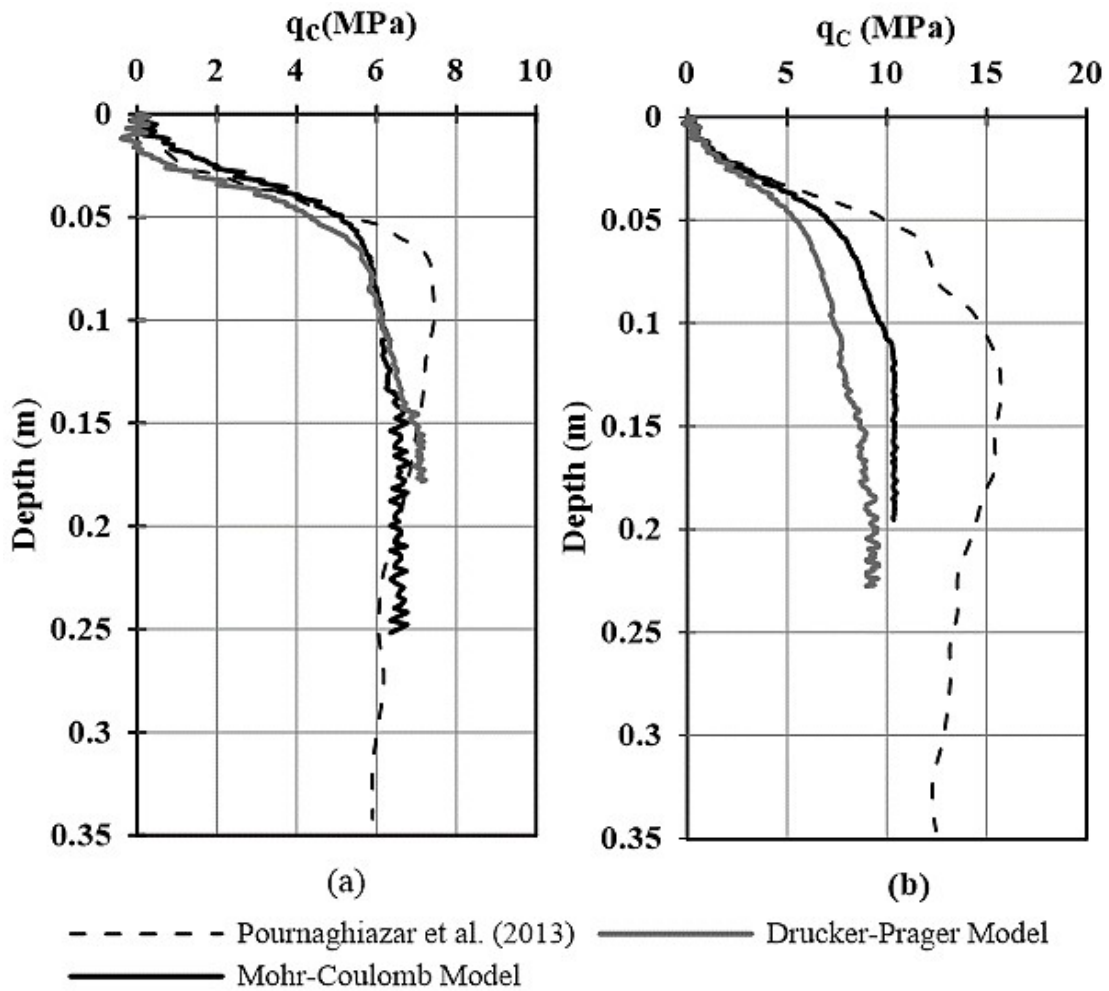 qc(MPa)
0 2 4 6 8 10
0
0.05
0.1
0.15
0.2
0.25
0.3
0.35
Depth (m)
(a)
qC (MPa)
0 5 10 15 20
0
0.05
0.1
0.15
0.2
0.25
0.3
0.35
Depth (m)
(b)
Pournaghiazar et al. (2013)
Drucker-Prager Model
Mohr-Coulomb Model